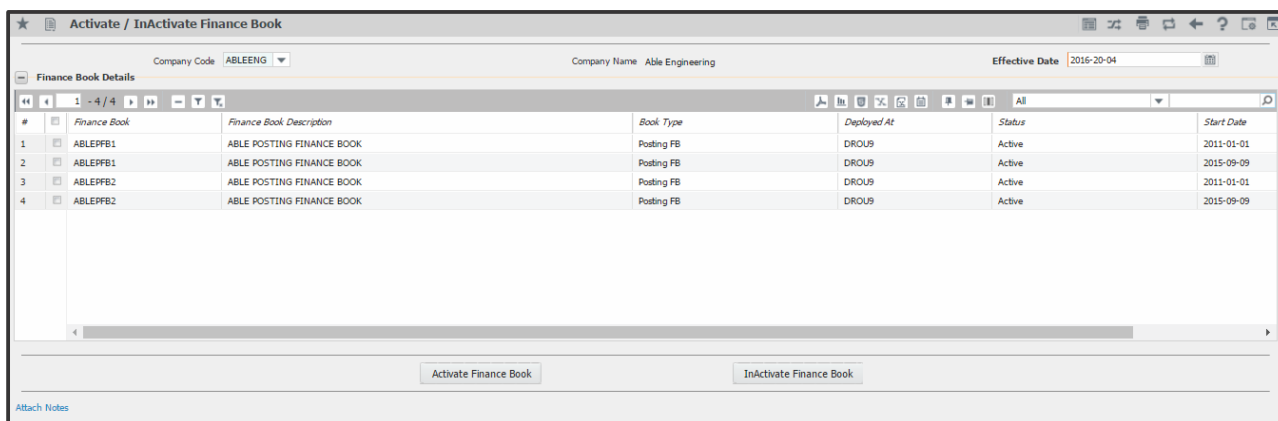 Activate / InActivate Finance Book
Company Code ABLEENG Company Name Able Engineering Effective Date 2016-20-04
Finance Book Details
1 - 4 / 4 All
# Finance Book Finance Book Description Book Type Deployed At Status Start Date
1 ABLEPFB1 ABLE POSTING FINANCE BOOK Posting FB DROU9 Active 2011-01-01
2 ABLEPFB1 ABLE POSTING FINANCE BOOK Posting FB DROU9 Active 2015-09-09
3 ABLEPFB2 ABLE POSTING FINANCE BOOK Posting FB DROU9 Active 2011-01-01
4 ABLEPFB2 ABLE POSTING FINANCE BOOK Posting FB DROU9 Active 2015-09-09
Activate Finance Book InActivate Finance Book
Attach Notes